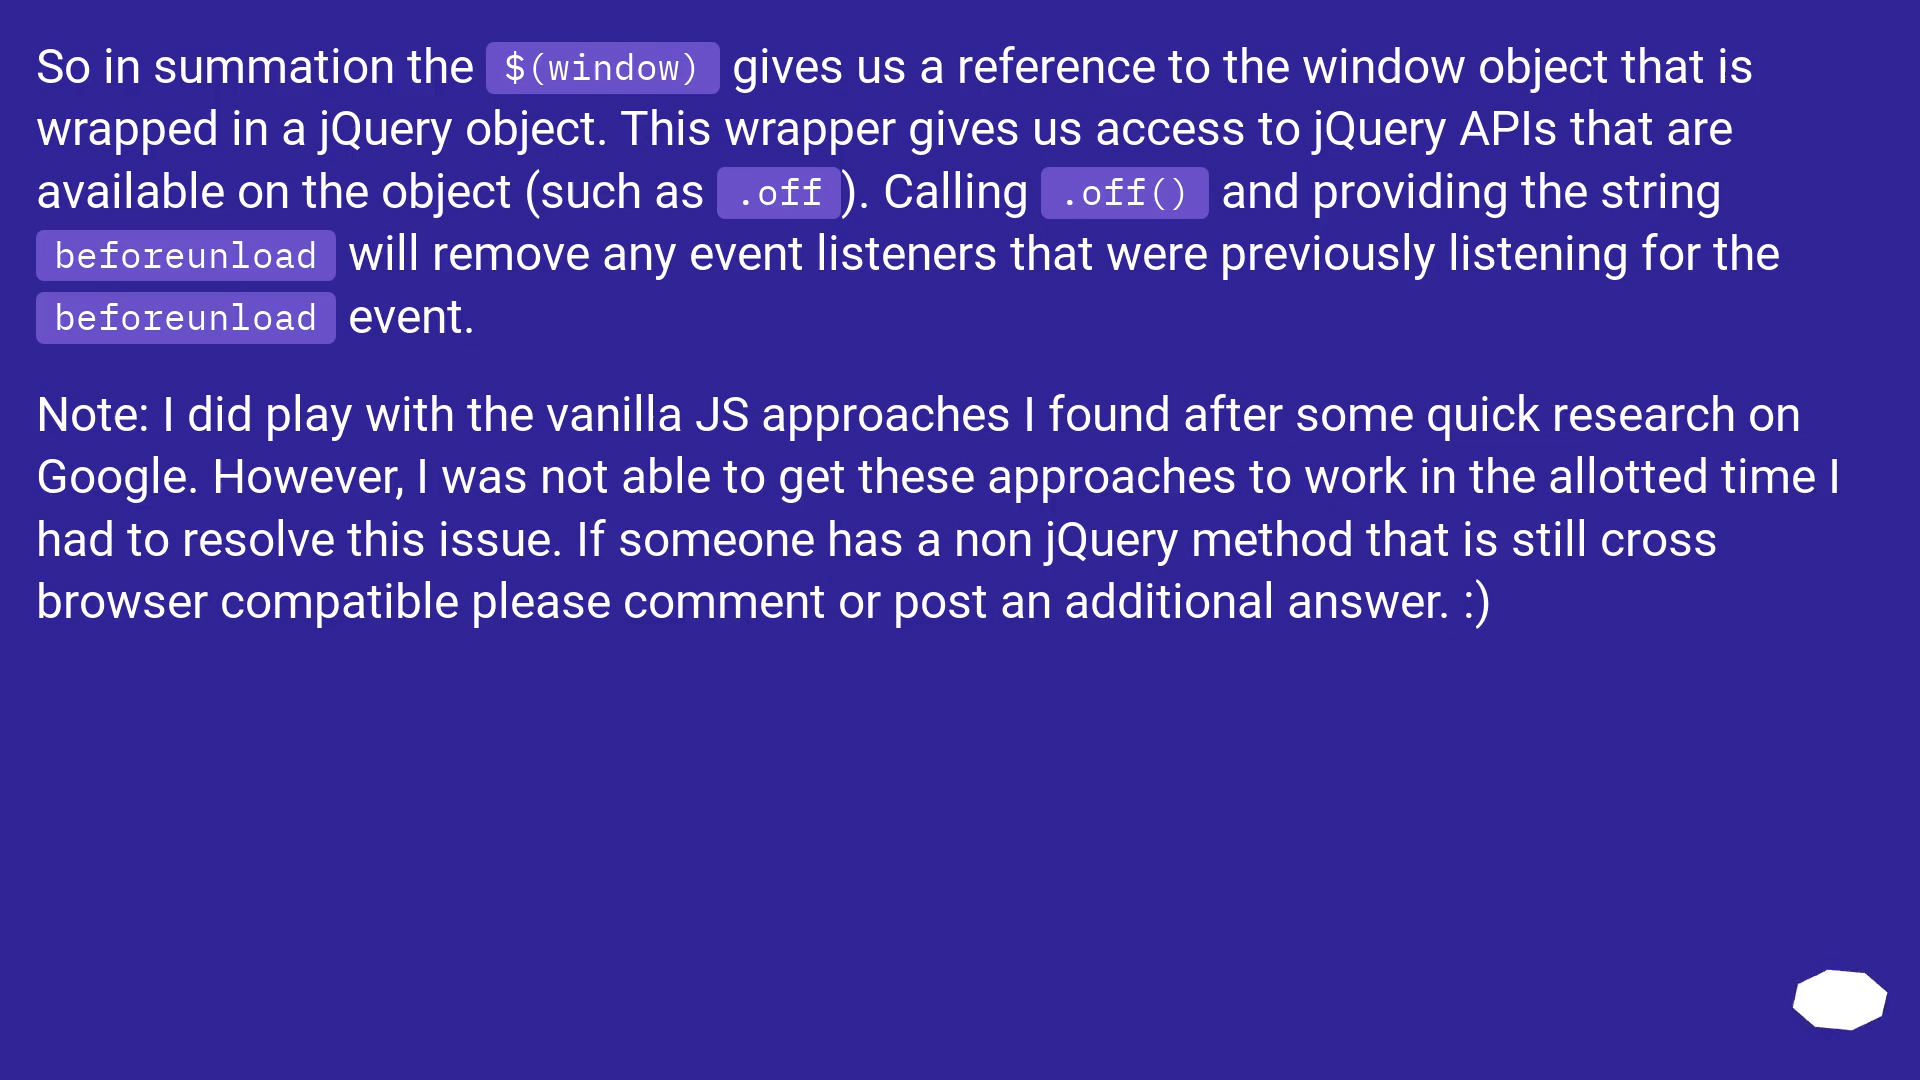 So in summation the $(window) gives us a reference to the window object that is
wrapped in a jQuery object. This wrapper gives us access to jQuery APIs that are
available on the object (such as .off). Calling .off() and providing the string
beforeunload will remove any event listeners that were previously listening for the
beforeunload event.
Note: I did play with the vanilla JS approaches I found after some quick research on
Google. However, I was not able to get these approaches to work in the allotted time I
had to resolve this issue. If someone has a non jQuery method that is still cross
browser compatible please comment or post an additional answer. :)